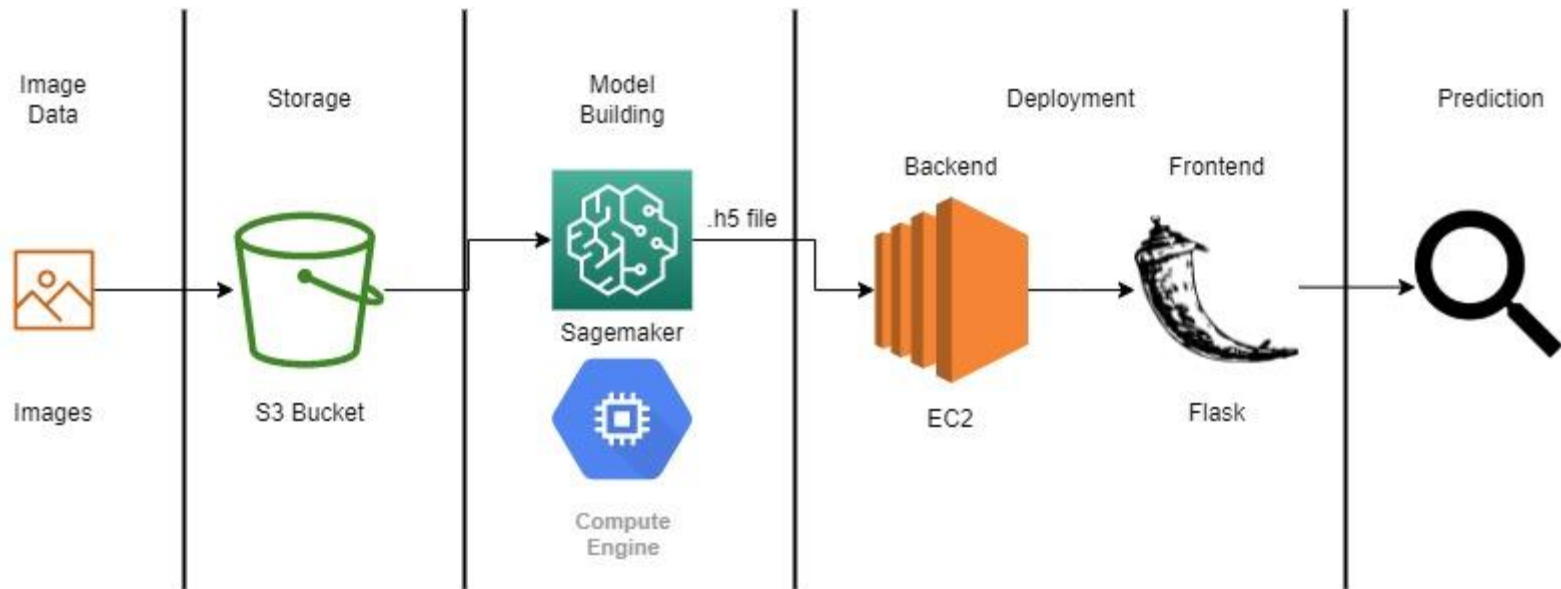 Image
Data
Storage
Model
Building
Deployment
Prediction
Backend
Frontend
.h5 file
Sagemaker
Images
S3 Bucket
EC2
Flask
Compute
Engine